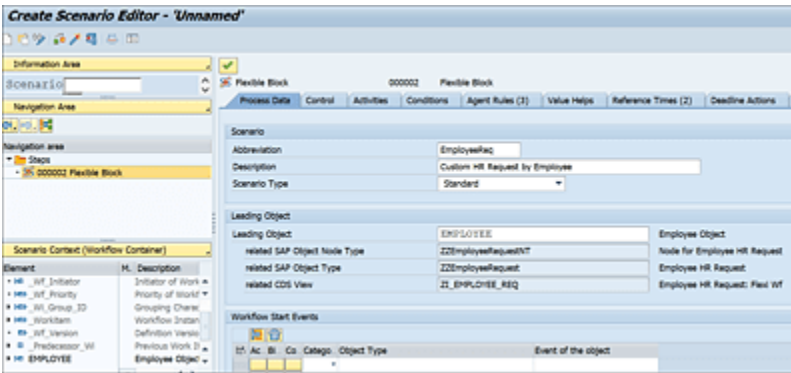 Create Scenario Editor - 'Unnamed'
Information Area
Scenario
Navigation Area
Navigation area
Steps
000002 Flexible Block
Scenario Context (Workflow Container)
Element M. Description
_Wf_Initiator Initiator of Work
_Wf_Priority Priority of Workf
_Wi_Group_ID Grouping Charac
_Workitem Workflow Instan
_Wf_Version Definition Versio
_Predecessor_Wi Previous Work It
EMPLOYEE Employee Object
Flexible Block 000002 Flexible Block
Process Data Control Activities Conditions Agent Rules (3) Value Helps Reference Times (2) Deadline Actions
Scenario
Abbreviation EmployeeReq
Description Custom HR Request by Employee
Scenario Type Standard
Leading Object
Leading Object EMPLOYEE Employee Object
related SAP Object Node Type ZZEmployeeRequestNT Node for Employee HR Request
related SAP Object Type ZZEmployeeRequest Employee HR Request
related CDS View ZI_EMPLOYEE_REQ Employee HR Request: Flexi Wf
Workflow Start Events
Ac Bi Co Catego Object Type Event of the object